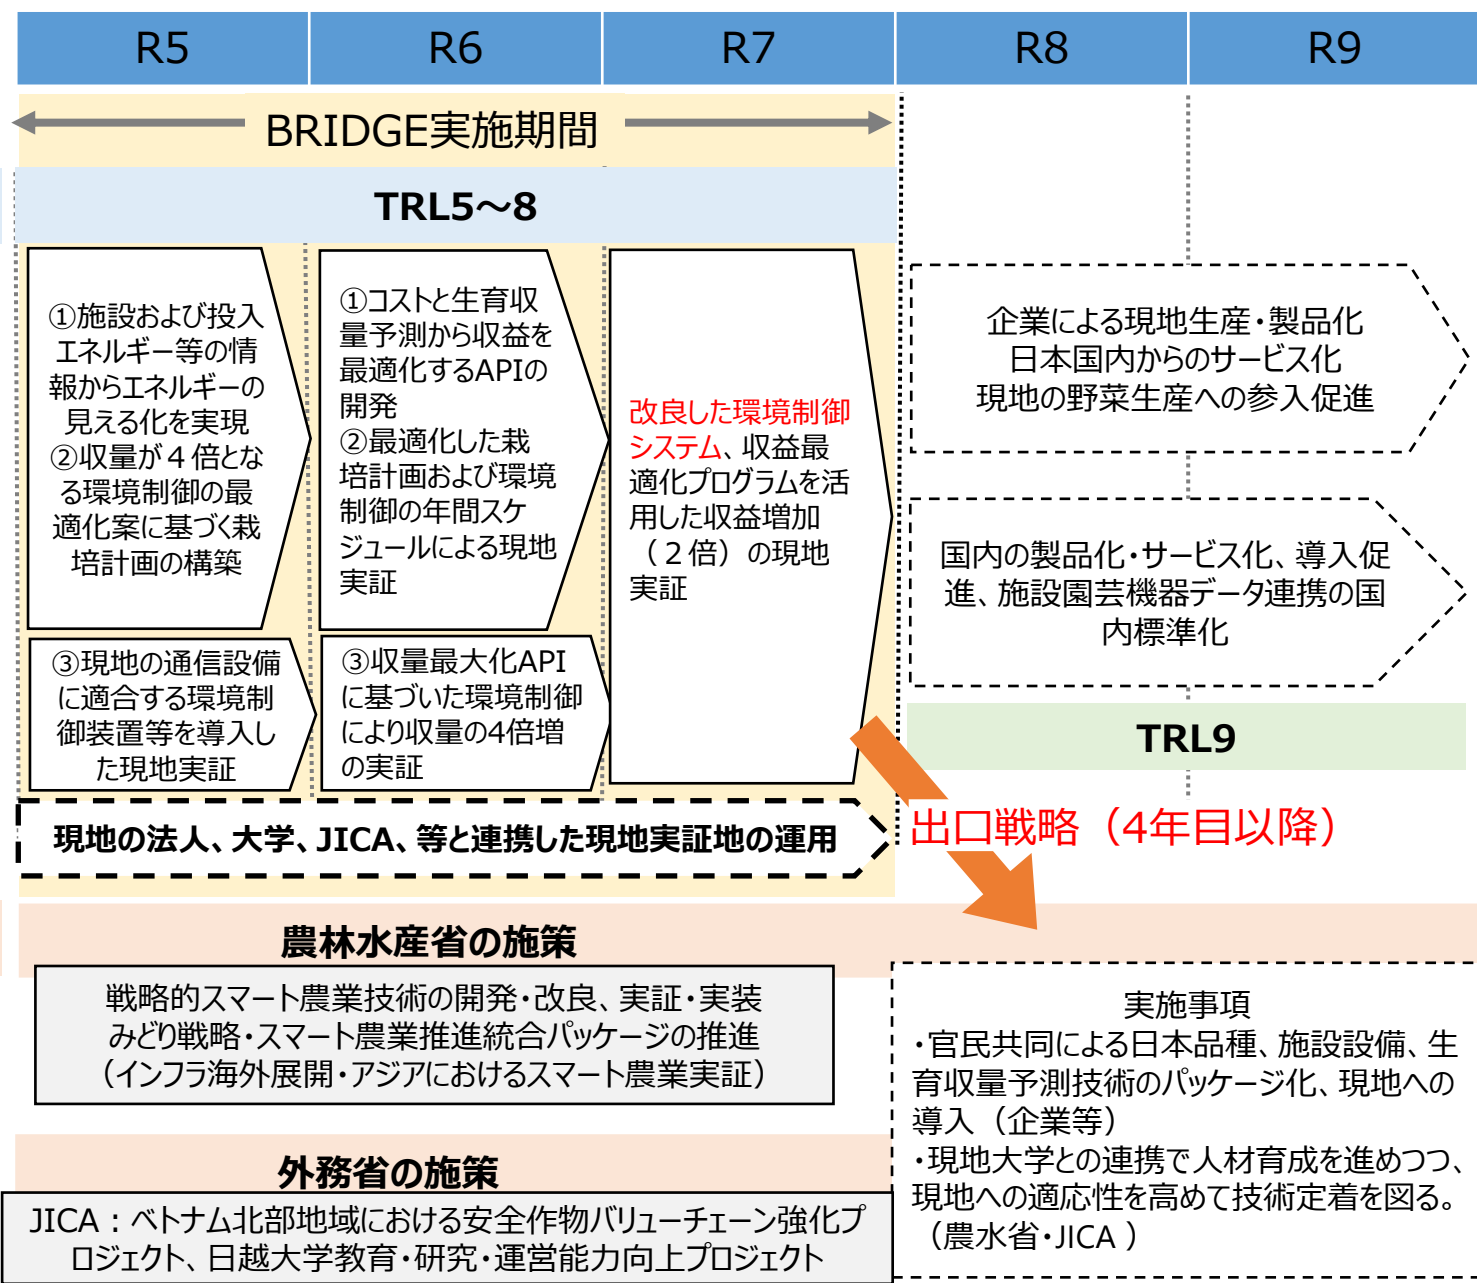 R5
R6
R7
R8
R9
BRIDGE実施期間
TRL5～8
①施設および投入
エネルギー等の情
報からエネルギーの
見える化を実現
②収量が４倍とな
る環境制御の最
適化案に基づく栽
培計画の構築
③現地の通信設備
に適合する環境制
御装置等を導入し
た現地実証
①コストと生育収
量予測から収益を
最適化するAPIの
開発
②最適化した栽
培計画および環境
制御の年間スケ
ジュールによる現地
実証
③収量最大化API
に基づいた環境制御
により収量の4倍増
の実証
改良した環境制御
システム、収益最
適化プログラムを活
用した収益増加
（２倍）の現地
実証
企業による現地生産・製品化
日本国内からのサービス化
現地の野菜生産への参入促進
国内の製品化・サービス化、導入促
進、施設園芸機器データ連携の国
内標準化
TRL9
現地の法人、大学、JICA、等と連携した現地実証地の運用
出口戦略（4年目以降）
農林水産省の施策
戦略的スマート農業技術の開発・改良、実証・実装
みどり戦略・スマート農業推進統合パッケージの推進
（インフラ海外展開・アジアにおけるスマート農業実証）
外務省の施策
JICA：ベトナム北部地域における安全作物バリューチェーン強化プ
ロジェクト、日越大学教育・研究・運営能力向上プロジェクト
実施事項
・官民共同による日本品種、施設設備、生
育収量予測技術のパッケージ化、現地への
導入（企業等）
・現地大学との連携で人材育成を進めつつ、
現地への適応性を高めて技術定着を図る。
（農水省・JICA ）